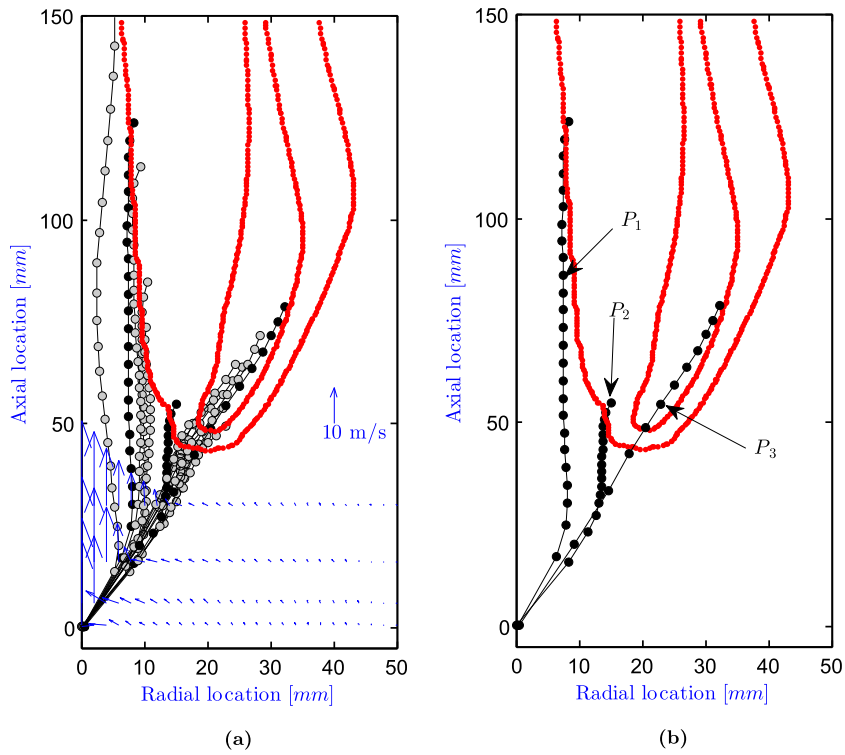 150
100
50
0
Axial location [mm]
10 m/s
0 10 20 30 40 50
Radial location [mm]
(a)
150
100
50
0
Axial location [mm]
P1
P2
P3
0 10 20 30 40 50
Radial location [mm]
(b)